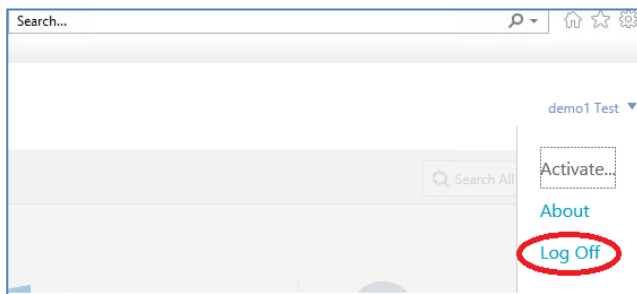 Search...
demo1 Test
Search All
Activate...
About
Log Off